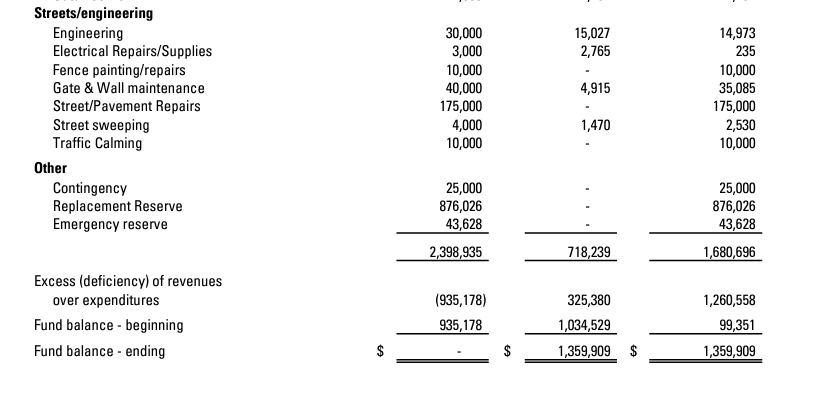 Streets/engineering
Engineering 30,000 15,027 14,973
Electrical Repairs/Supplies 3,000 2,765 235
Fence painting/repairs 10,000 - 10,000
Gate & Wall maintenance 40,000 4,915 35,085
Street/Pavement Repairs 175,000 - 175,000
Street sweeping 4,000 1,470 2,530
Traffic Calming 10,000 - 10,000
Other
Contingency 25,000 - 25,000
Replacement Reserve 876,026 - 876,026
Emergency reserve 43,628 - 43,628
2,398,935 718,239 1,680,696
Excess (deficiency) of revenues
over expenditures (935,178) 325,380 1,260,558
Fund balance - beginning 935,178 1,034,529 99,351
Fund balance - ending $ - $ 1,359,909 $ 1,359,909